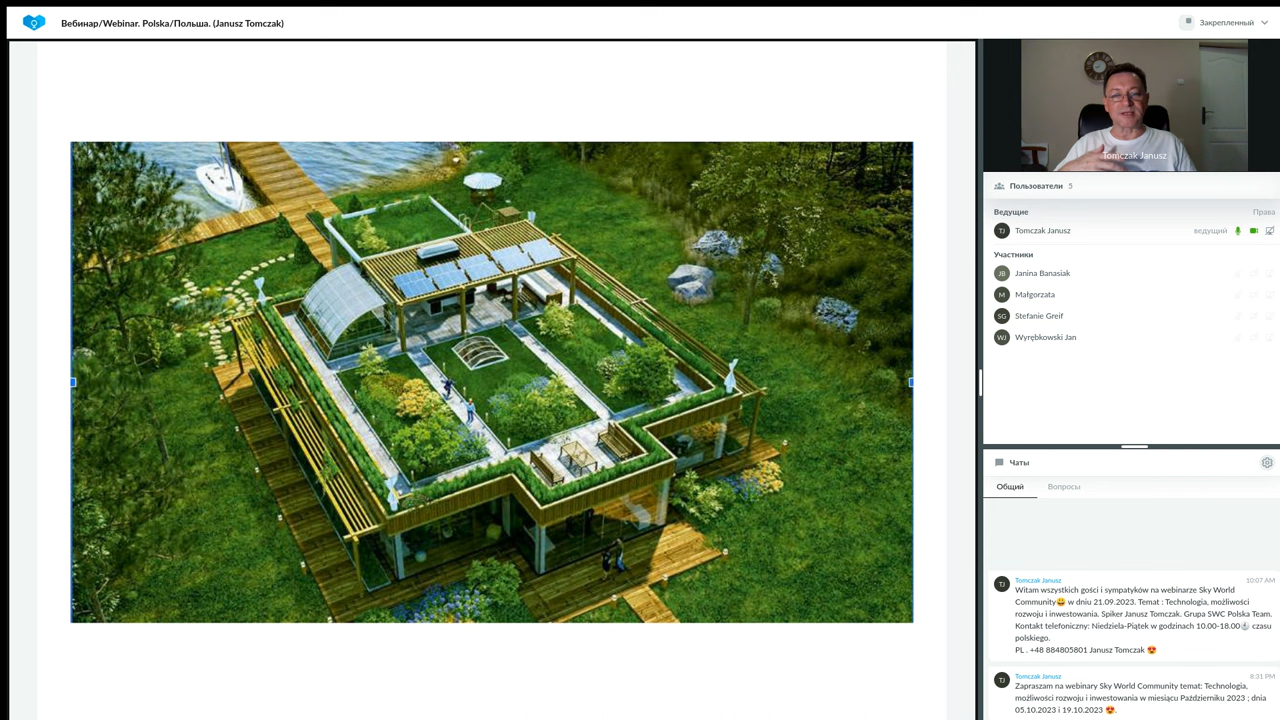 Вебинар/Webinar. Polska/Польша. (Janusz Tomczak)
Закрепленный
Tomczak Janusz
Пользователи 5
Ведущие Права
TJ Tomczak Janusz ведущий
Участники
JB Janina Banasiak
M Małgorzata
SG Stefanie Greif
WJ Wyrębkowski Jan
Чаты
Общий Вопросы
TJ Tomczak Janusz 10:07 AM
Witam wszystkich gości i sympatyków na webinarze Sky World
Community😃 w dniu 21.09.2023. Temat : Technologia, możliwości
rozwoju i inwestowania. Spiker Janusz Tomczak. Grupa SWC Polska Team.
Kontakt telefoniczny: Niedziela-Piątek w godzinach 10.00-18.00 czasu
polskiego.
PL . +48 884805801 Janusz Tomczak 😍
TJ Tomczak Janusz 8:31 PM
Zapraszam na webinary Sky World Community temat: Technologia,
możliwości rozwoju i inwestowania w miesiącu Październiku 2023 ; dnia
05.10.2023 i 19.10.2023 😍.